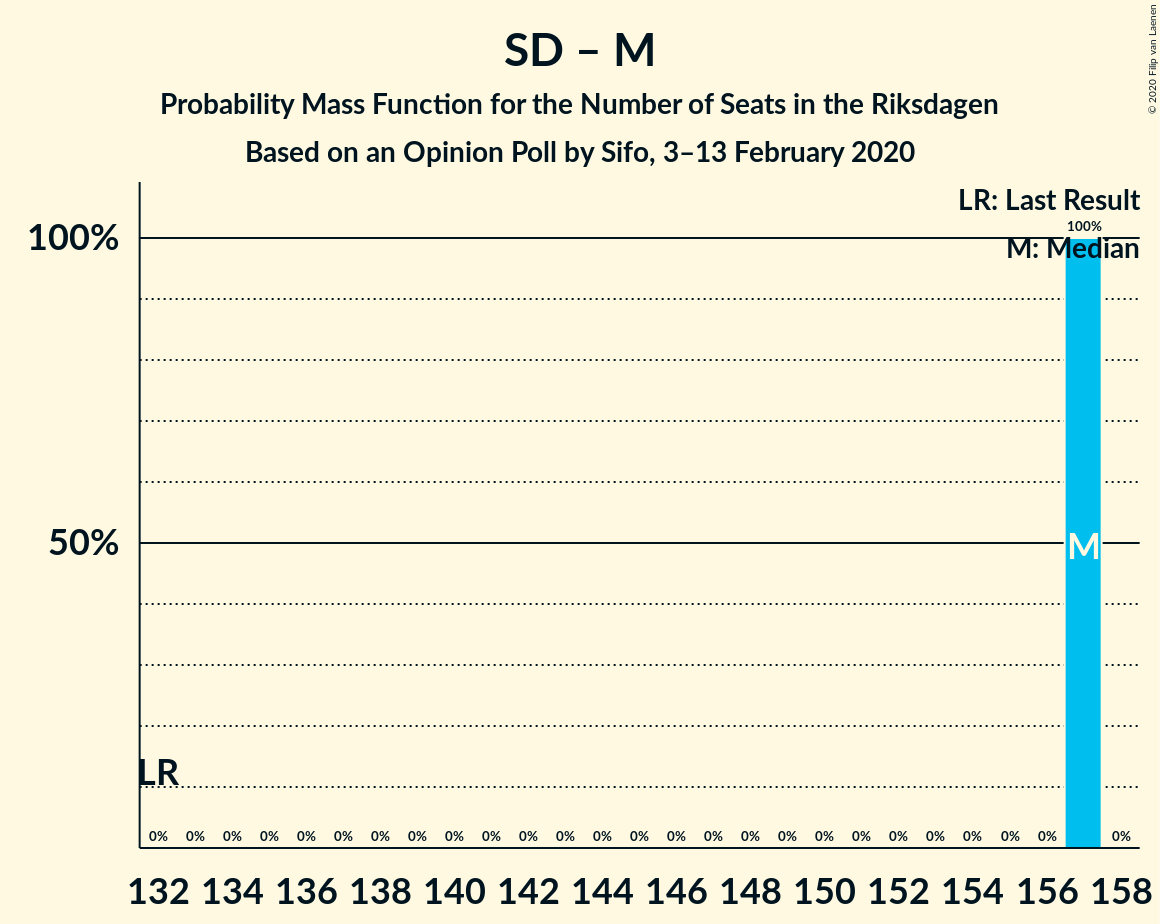 SD – M
Probability Mass Function for the Number of Seats in the Riksdagen
Based on an Opinion Poll by Sifo, 3–13 February 2020
© 2020 Filip van Laenen
LR: Last Result
100%
M: Median
100%
50%
M
LR
0% 0% 0% 0% 0% 0% 0% 0% 0% 0% 0% 0% 0% 0% 0% 0% 0% 0% 0% 0% 0% 0% 0% 0% 0% 0%
132 134 136 138 140 142 144 146 148 150 152 154 156 158